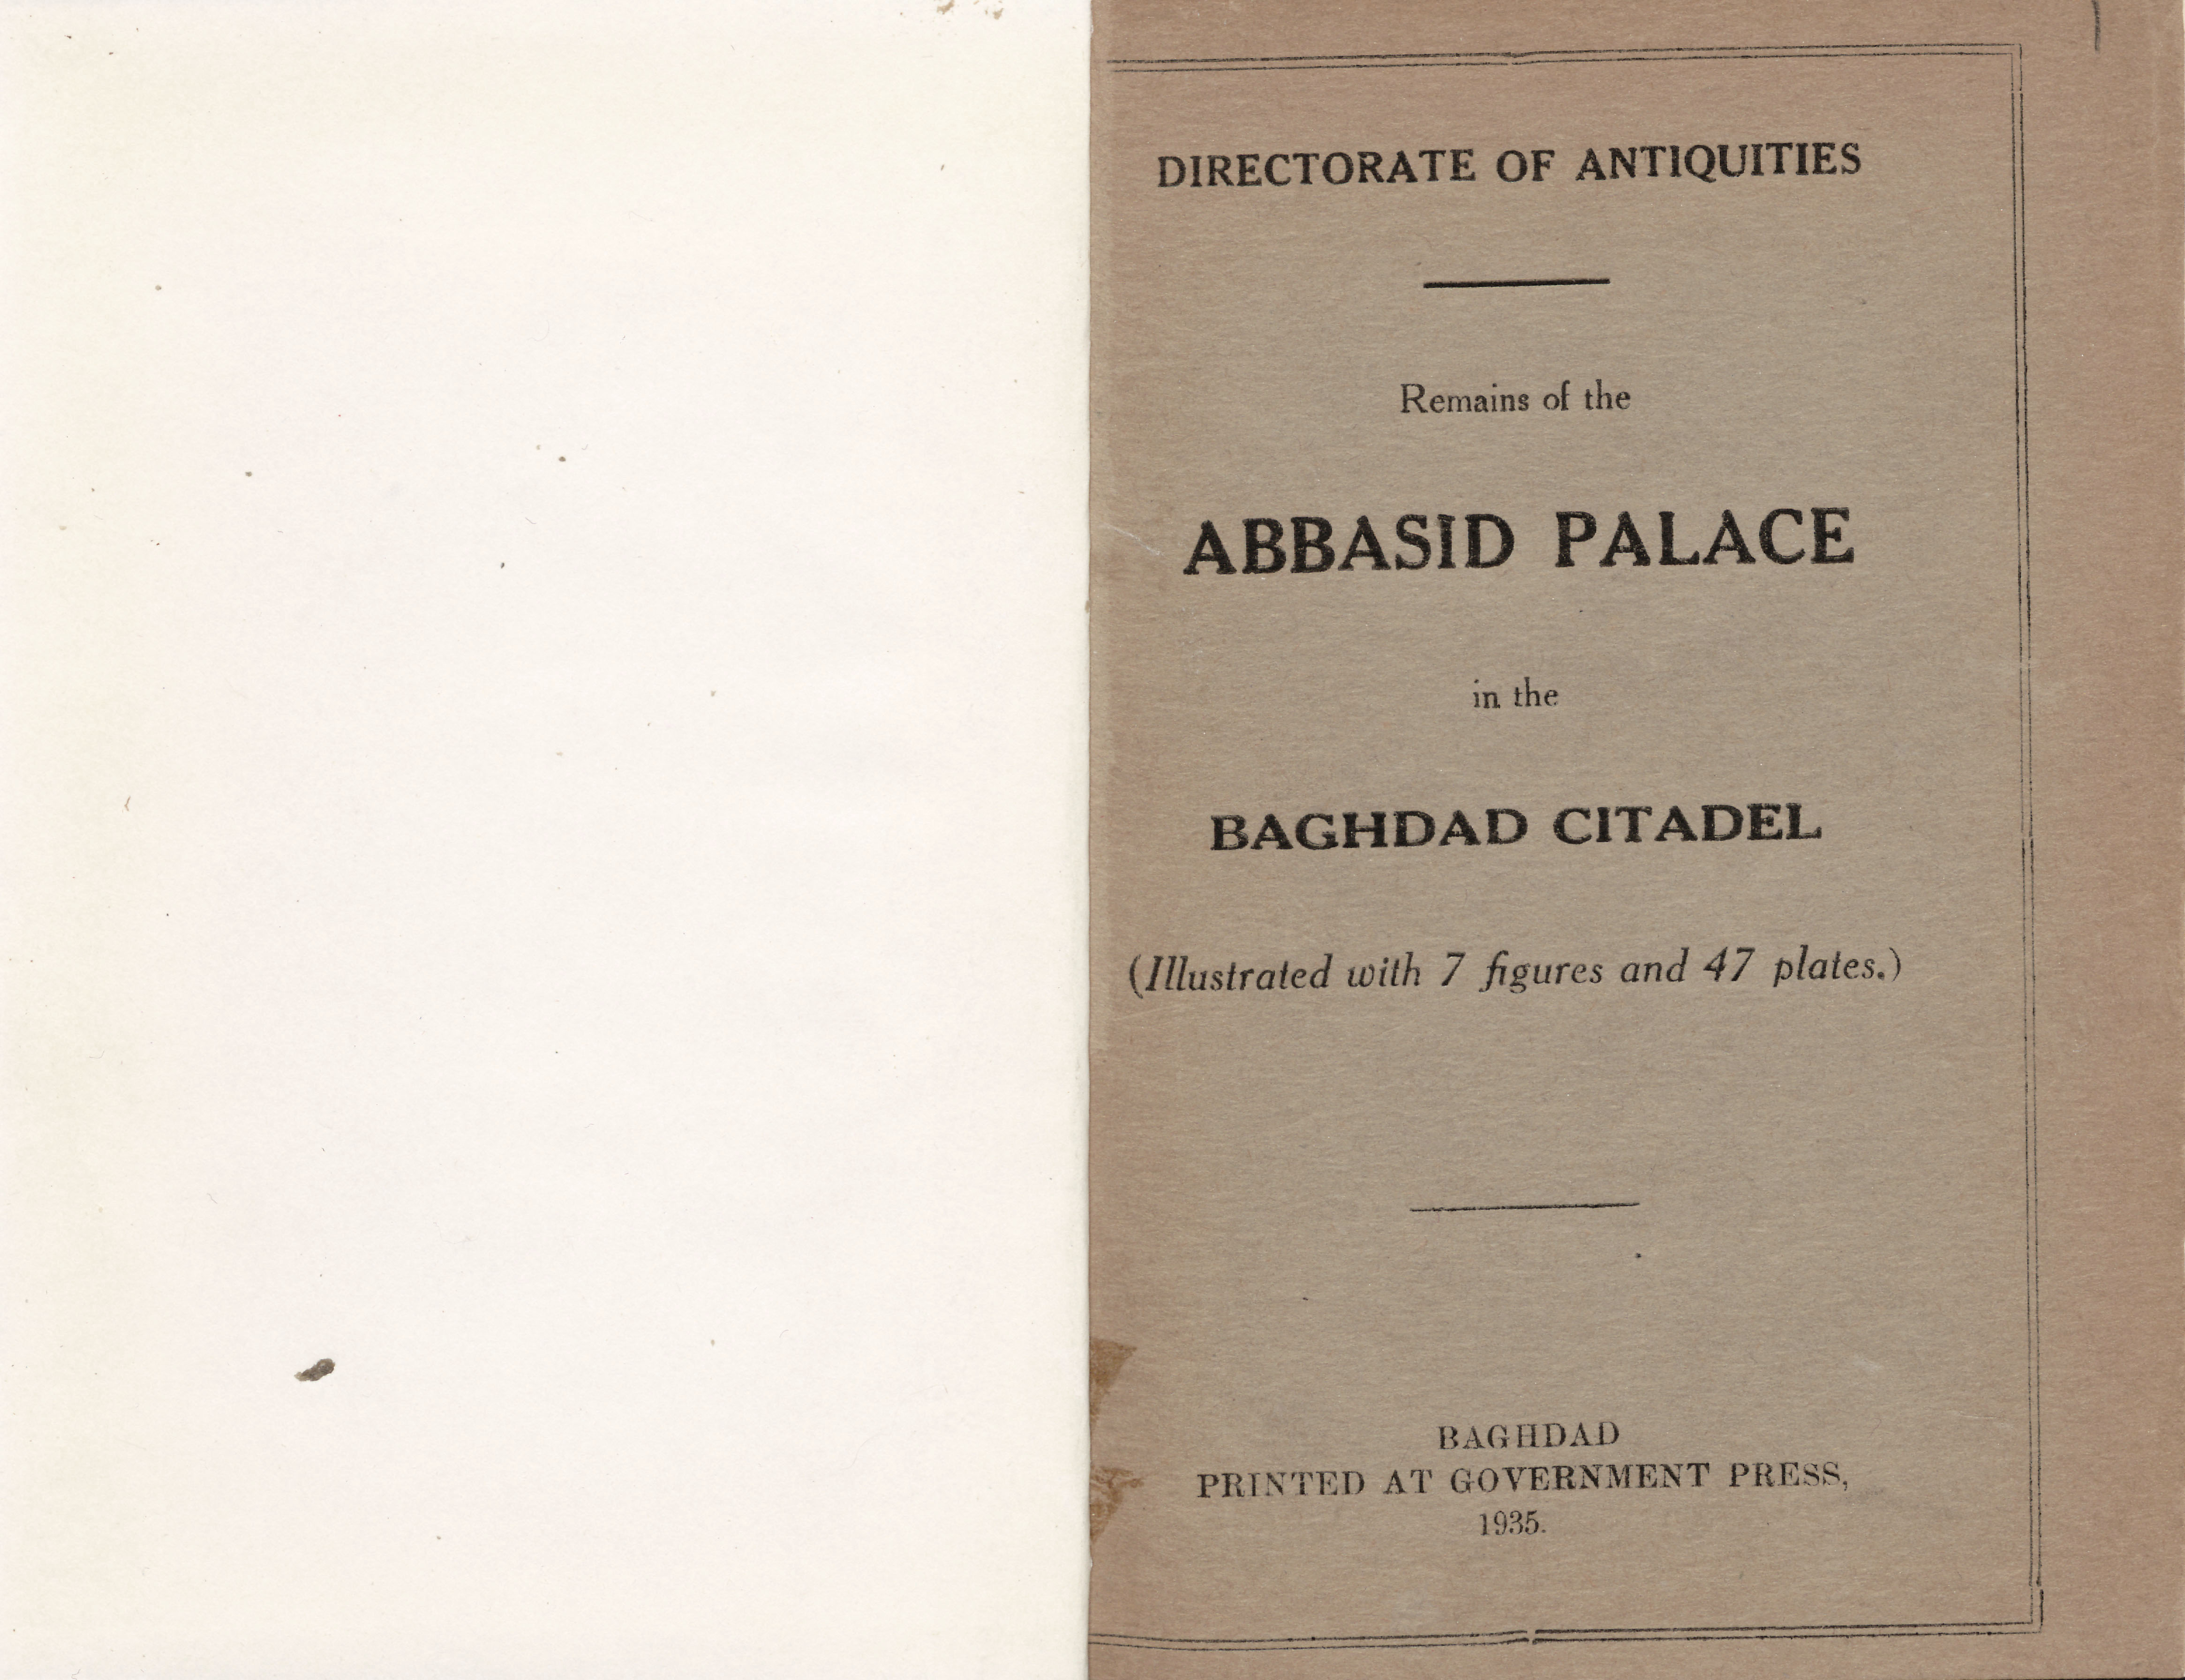 DIRECTORATE OF ANTIQUITIES
Remains of the
ABBASID PALACE
in the
BAGHDAD CITADEL
(Illustrated with 7 figures and 47 plates.)
BAGHDAD
PRINTED AT GOVERNMENT PRESS,
1935.